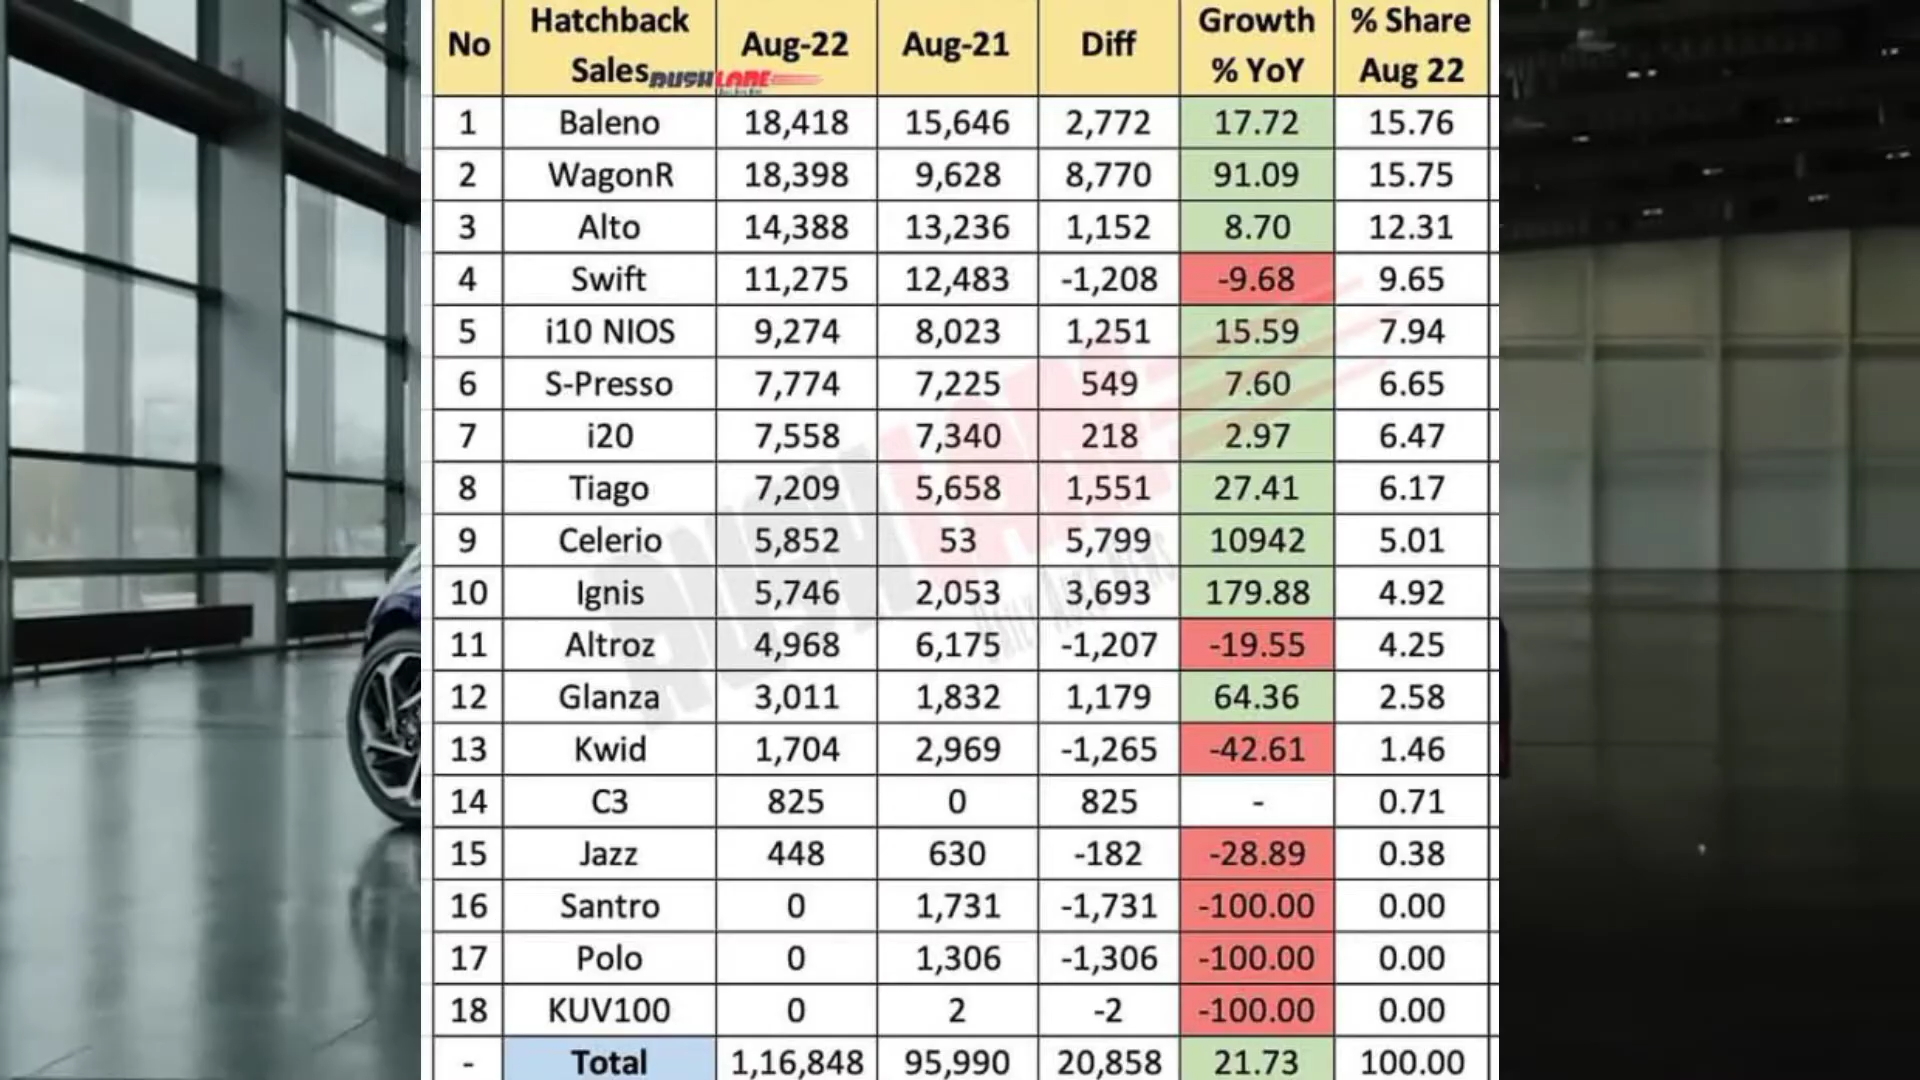 No Hatchback Sales Aug-22 Aug-21 Diff Growth % YoY % Share Aug 22
RUSHLANE
1 Baleno 18,418 15,646 2,772 17.72 15.76
2 WagonR 18,398 9,628 8,770 91.09 15.75
3 Alto 14,388 13,236 1,152 8.70 12.31
4 Swift 11,275 12,483 -1,208 -9.68 9.65
5 i10 NIOS 9,274 8,023 1,251 15.59 7.94
6 S-Presso 7,774 7,225 549 7.60 6.65
7 i20 7,558 7,340 218 2.97 6.47
8 Tiago 7,209 5,658 1,551 27.41 6.17
9 Celerio 5,852 53 5,799 10942 5.01
10 Ignis 5,746 2,053 3,693 179.88 4.92
11 Altroz 4,968 6,175 -1,207 -19.55 4.25
12 Glanza 3,011 1,832 1,179 64.36 2.58
13 Kwid 1,704 2,969 -1,265 -42.61 1.46
14 C3 825 0 825 - 0.71
15 Jazz 448 630 -182 -28.89 0.38
16 Santro 0 1,731 -1,731 -100.00 0.00
17 Polo 0 1,306 -1,306 -100.00 0.00
18 KUV100 0 2 -2 -100.00 0.00
- Total 1,16,848 95,990 20,858 21.73 100.00
RUSHLANE
DAILY AUTO NEWS